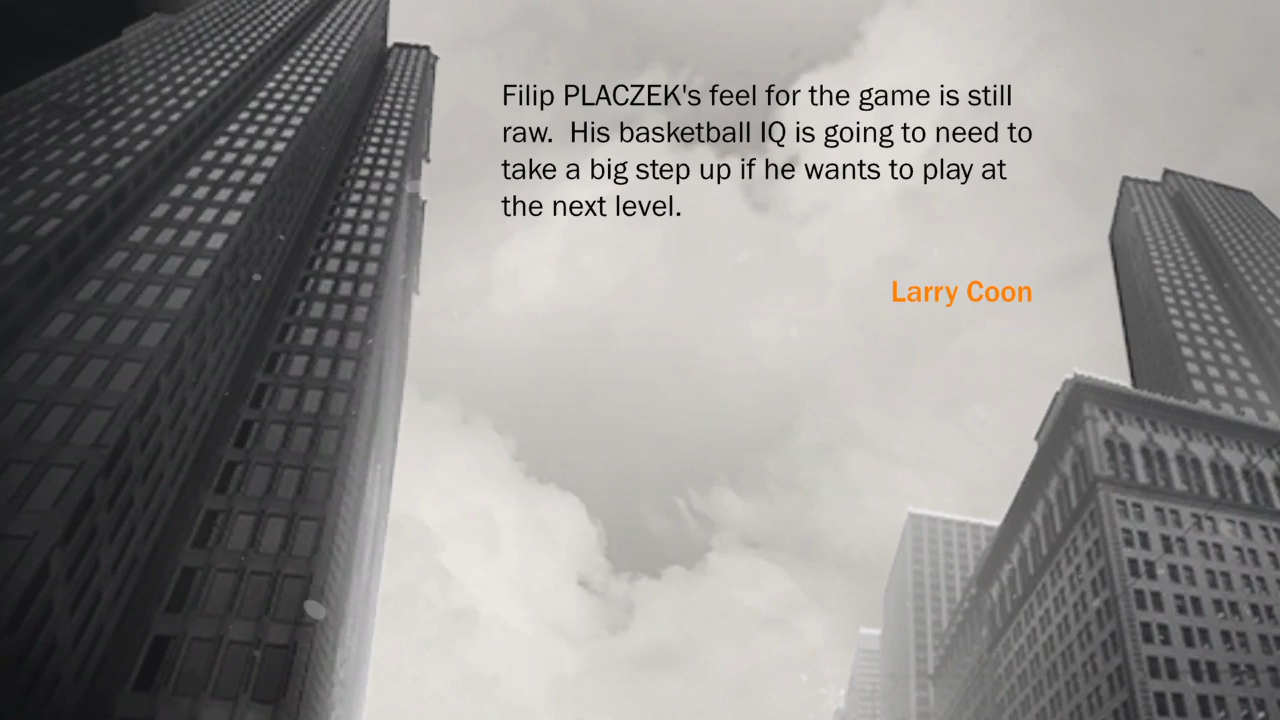 Filip PLACZEK's feel for the game is still
raw.  His basketball IQ is going to need to
take a big step up if he wants to play at
the next level.
Larry Coon